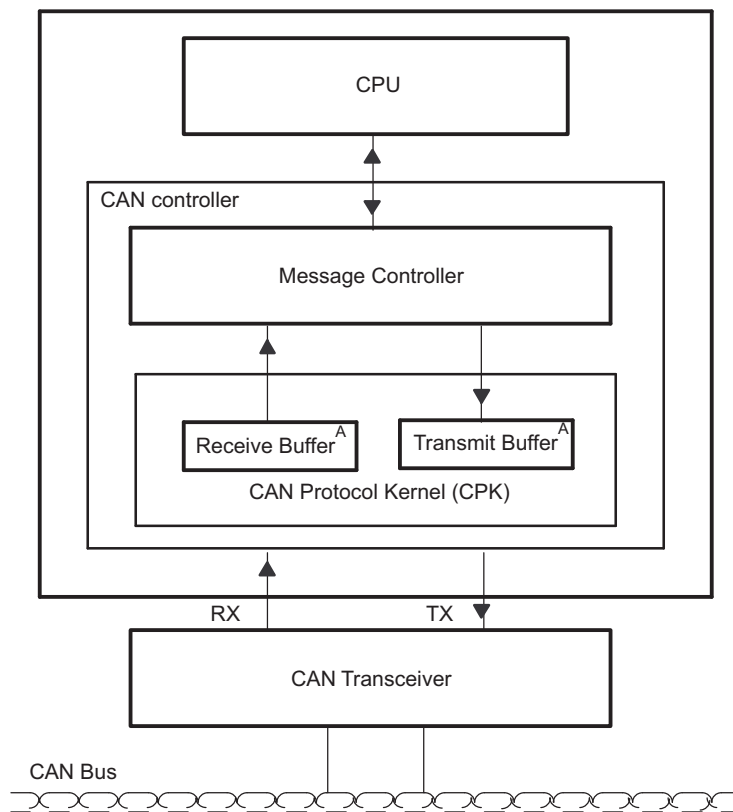 CPU
CAN controller
Message Controller
Receive Buffer A
Transmit Buffer A
CAN Protocol Kernel (CPK)
RX
TX
CAN Transceiver
CAN Bus